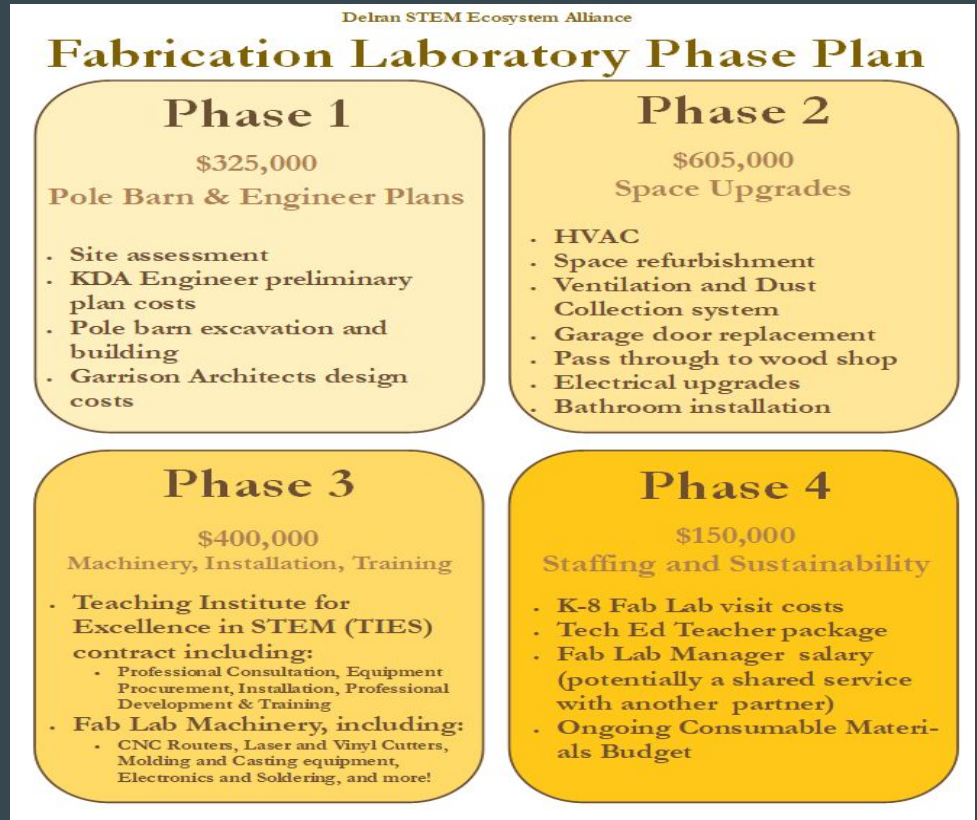 Delran STEM Ecosystem Alliance
Fabrication Laboratory Phase Plan
Phase 1
$325,000
Pole Barn & Engineer Plans
. Site assessment
. KDA Engineer preliminary
plan costs
. Pole barn excavation and
building
. Garrison Architects design
costs
Phase 2
$605,000
Space Upgrades
. HVAC
. Space refurbishment
. Ventilation and Dust
Collection system
. Garage door replacement
. Pass through to wood shop
. Electrical upgrades
. Bathroom installation
Phase 3
$400,000
Machinery, Installation, Training
. Teaching Institute for
Excellence in STEM (TIES)
contract including:
• Professional Consultation, Equipment
Procurement, Installation, Professional
Development & Training
. Fab Lab Machinery, including:
• CNC Routers, Laser and Vinyl Cutters,
Molding and Casting equipment,
Electronics and Soldering, and more!
Phase 4
$150,000
Staffing and Sustainability
. K-8 Fab Lab visit costs
. Tech Ed Teacher package
. Fab Lab Manager salary
(potentially a shared service
with another partner)
. Ongoing Consumable Materi-
als Budget